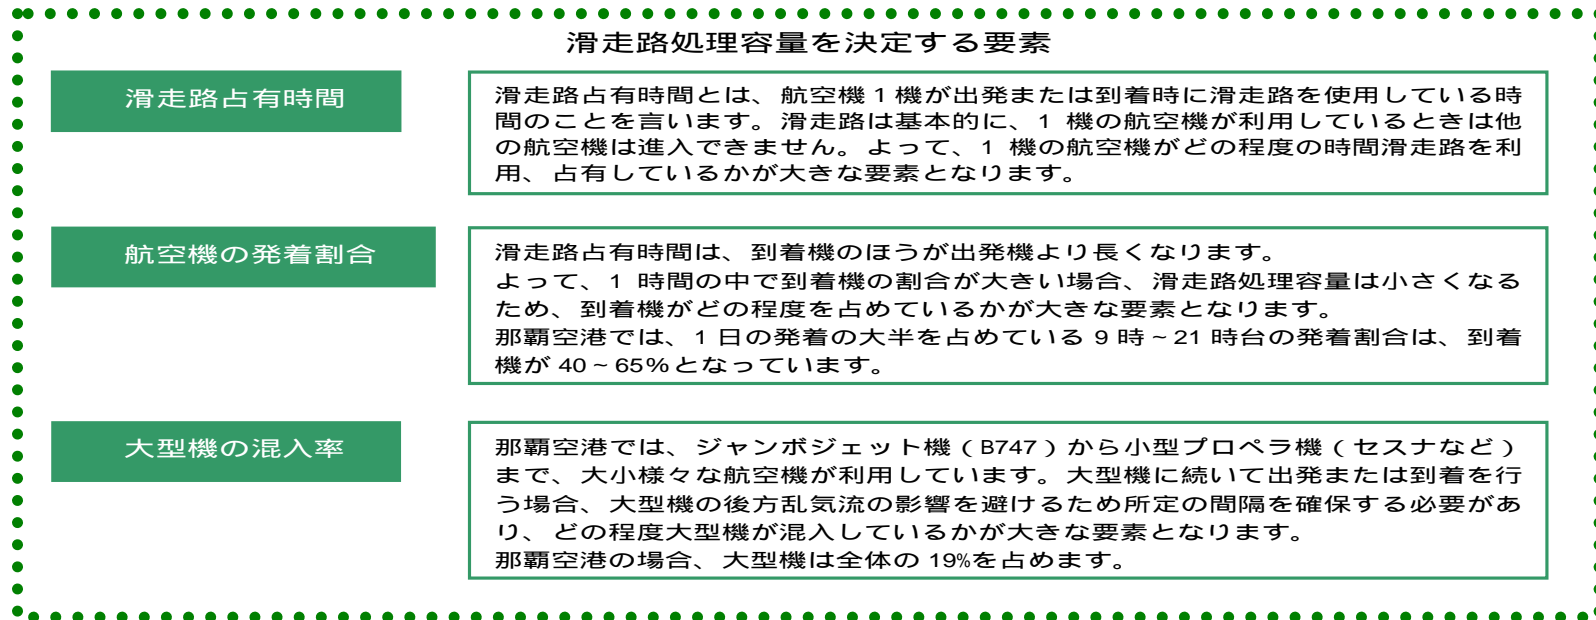 滑走路処理容量を決定する要素
滑走路占有時間
滑走路占有時間とは、航空機1機が出発または到着時に滑走路を使用している時
間のことを言います。滑走路は基本的に、1 機の航空機が利用しているときは他
の航空機は進入できません。よって、1 機の航空機がどの程度の時間滑走路を利
用、占有しているかが大きな要素となります。
航空機の発着割合
滑走路占有時間は、到着機のほうが出発機より長くなります。
よって、1 時間の中で到着機の割合が大きい場合、滑走路処理容量は小さくなる
ため、到着機がどの程度を占めているかが大きな要素となります。
那覇空港では、1日の発着の大半を占めている 9 時~21 時台の発着割合は、到着
機が 40~65%となっています。
大型機の混入率
那覇空港では、ジャンボジェット機(B747)から小型プロペラ機(セスナなど)
まで、大小様々な航空機が利用しています。大型機に続いて出発または到着を行
う場合、大型機の後方乱気流の影響を避けるため所定の間隔を確保する必要があ
り、どの程度大型機が混入しているかが大きな要素となります。
那覇空港の場合、大型機は全体の 19%を占めます。